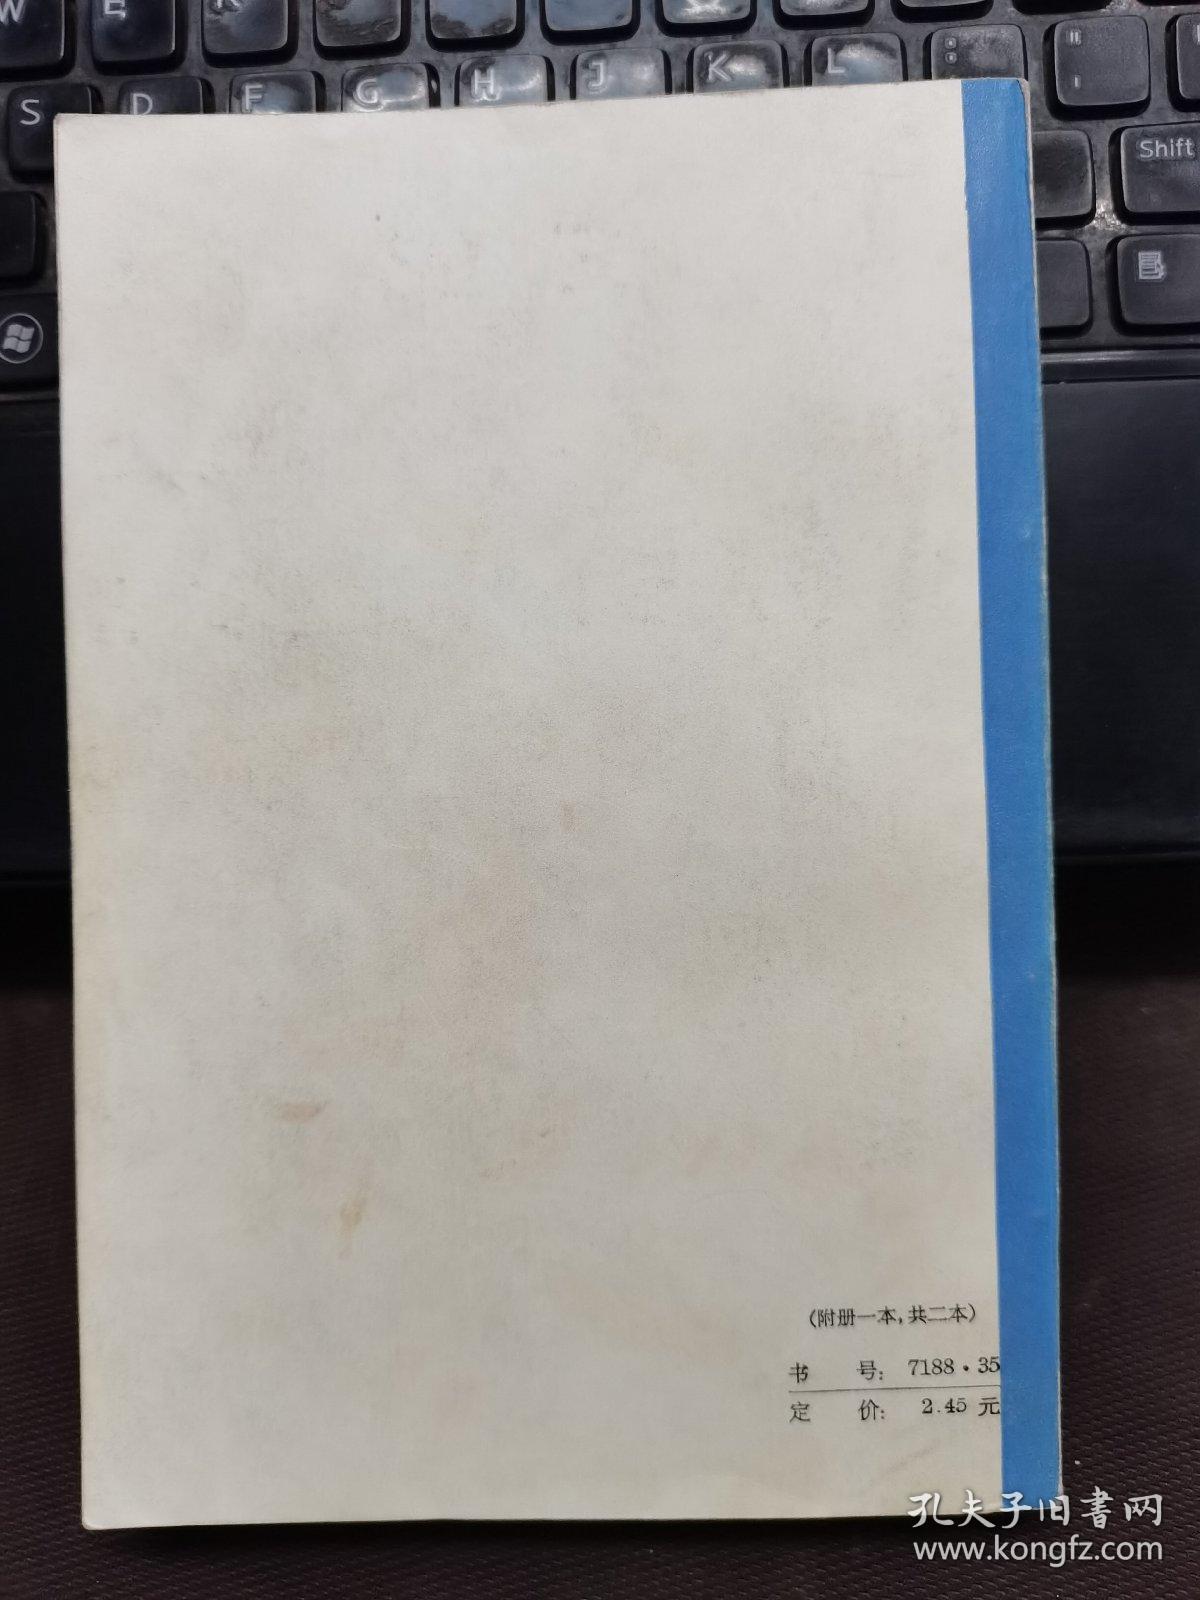 W E
S D F G H J K L : ;
" '
Shift
(附册一本,共二本)
书 号: 7188·35
定 价: 2.45 元
孔夫子旧書网
www.kongfz.com